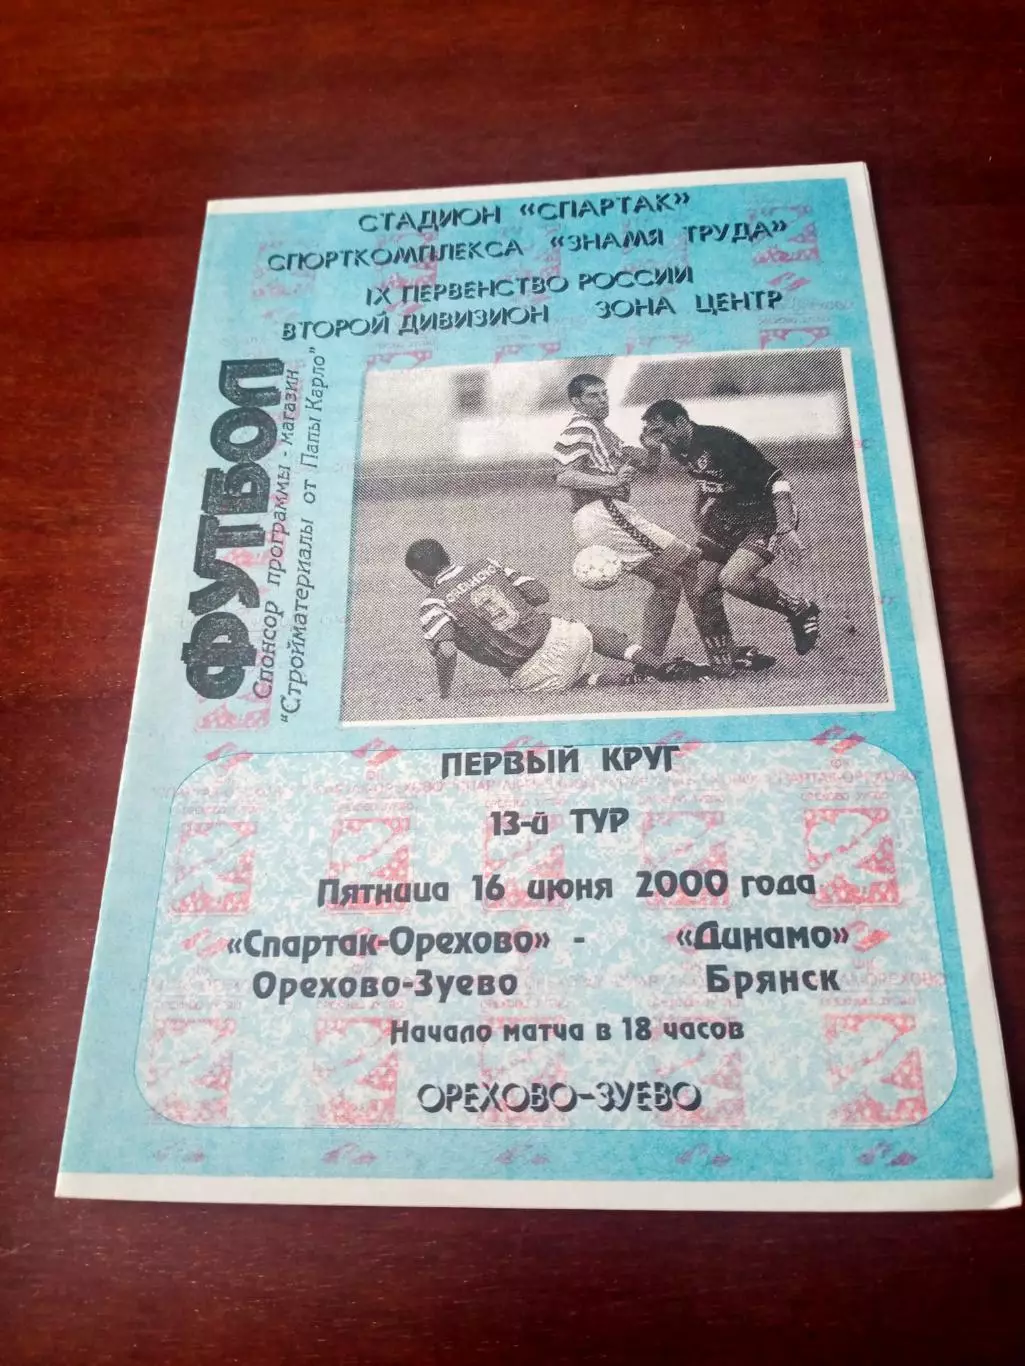 СТАДИОН «СПАРТАК»
СПОРТКОМПЛЕКСА «ЗНАМЯ ТРУДА»
IX ПЕРВЕНСТВО РОССИИ
ВТОРОЙ ДИВИЗИОН ЗОНА ЦЕНТР
ФУТБОЛ
Спонсор программы - магазин
"Стройматериалы от Папы Карло"
3
ПЕРВЫЙ КРУГ
13-й ТУР
Пятница 16 июня 2000 года
«Спартак-Орехово» - «Динамо»
Орехово-Зуево Брянск
Начало матча в 18 часов
ОРЕХОВО-ЗУЕВО